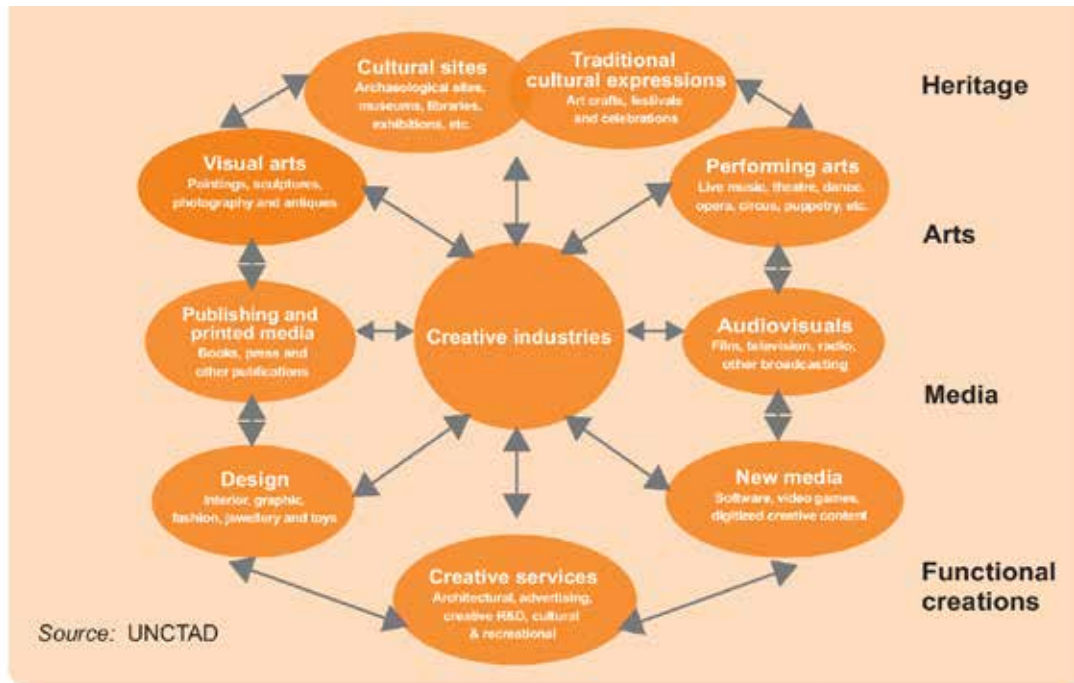 Cultural sites
Archaeological sites,
museums, libraries,
exhibitions, etc.
Traditional
cultural expressions
Art crafts, festivals
and celebrations
Heritage
Visual arts
Paintings, sculptures,
photography and antiques
Performing arts
Live music, theatre, dance,
opera, circus, puppetry, etc.
Arts
Publishing and
printed media
Books, press and
other publications
Creative industries
Audiovisuals
Film, television, radio,
other broadcasting
Media
Design
Interior, graphic,
fashion, jewellery and toys
New media
Software, video games,
digitized creative content
Creative services
Architectural, advertising,
creative R&D, cultural
& recreational
Functional
creations
Source: UNCTAD